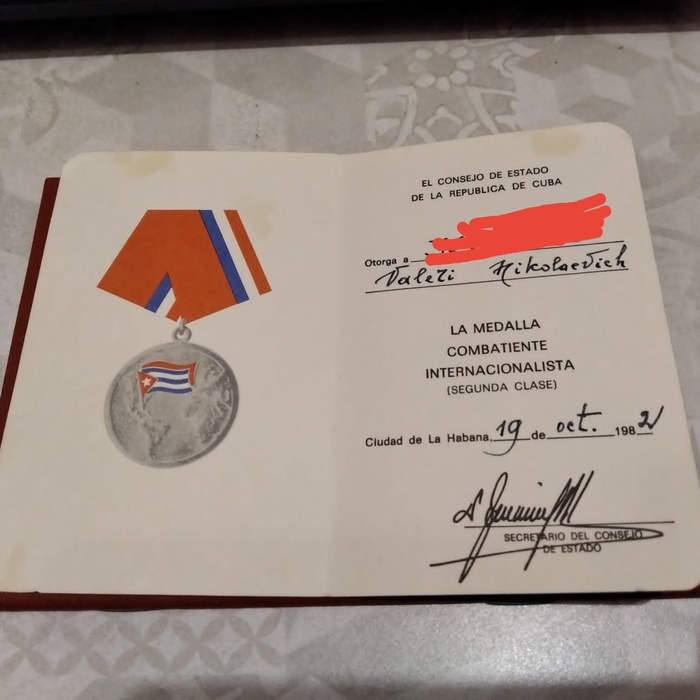 EL CONSEJO DE ESTADO
DE LA REPUBLICA DE CUBA
Otorga a
Valeri Nikolaevich
LA MEDALLA
COMBATIENTE
INTERNACIONALISTA
(SEGUNDA CLASE)
Ciudad de La Habana, 19 de oct. 1982
SECRETARIO DEL CONSEJO
DE ESTADO